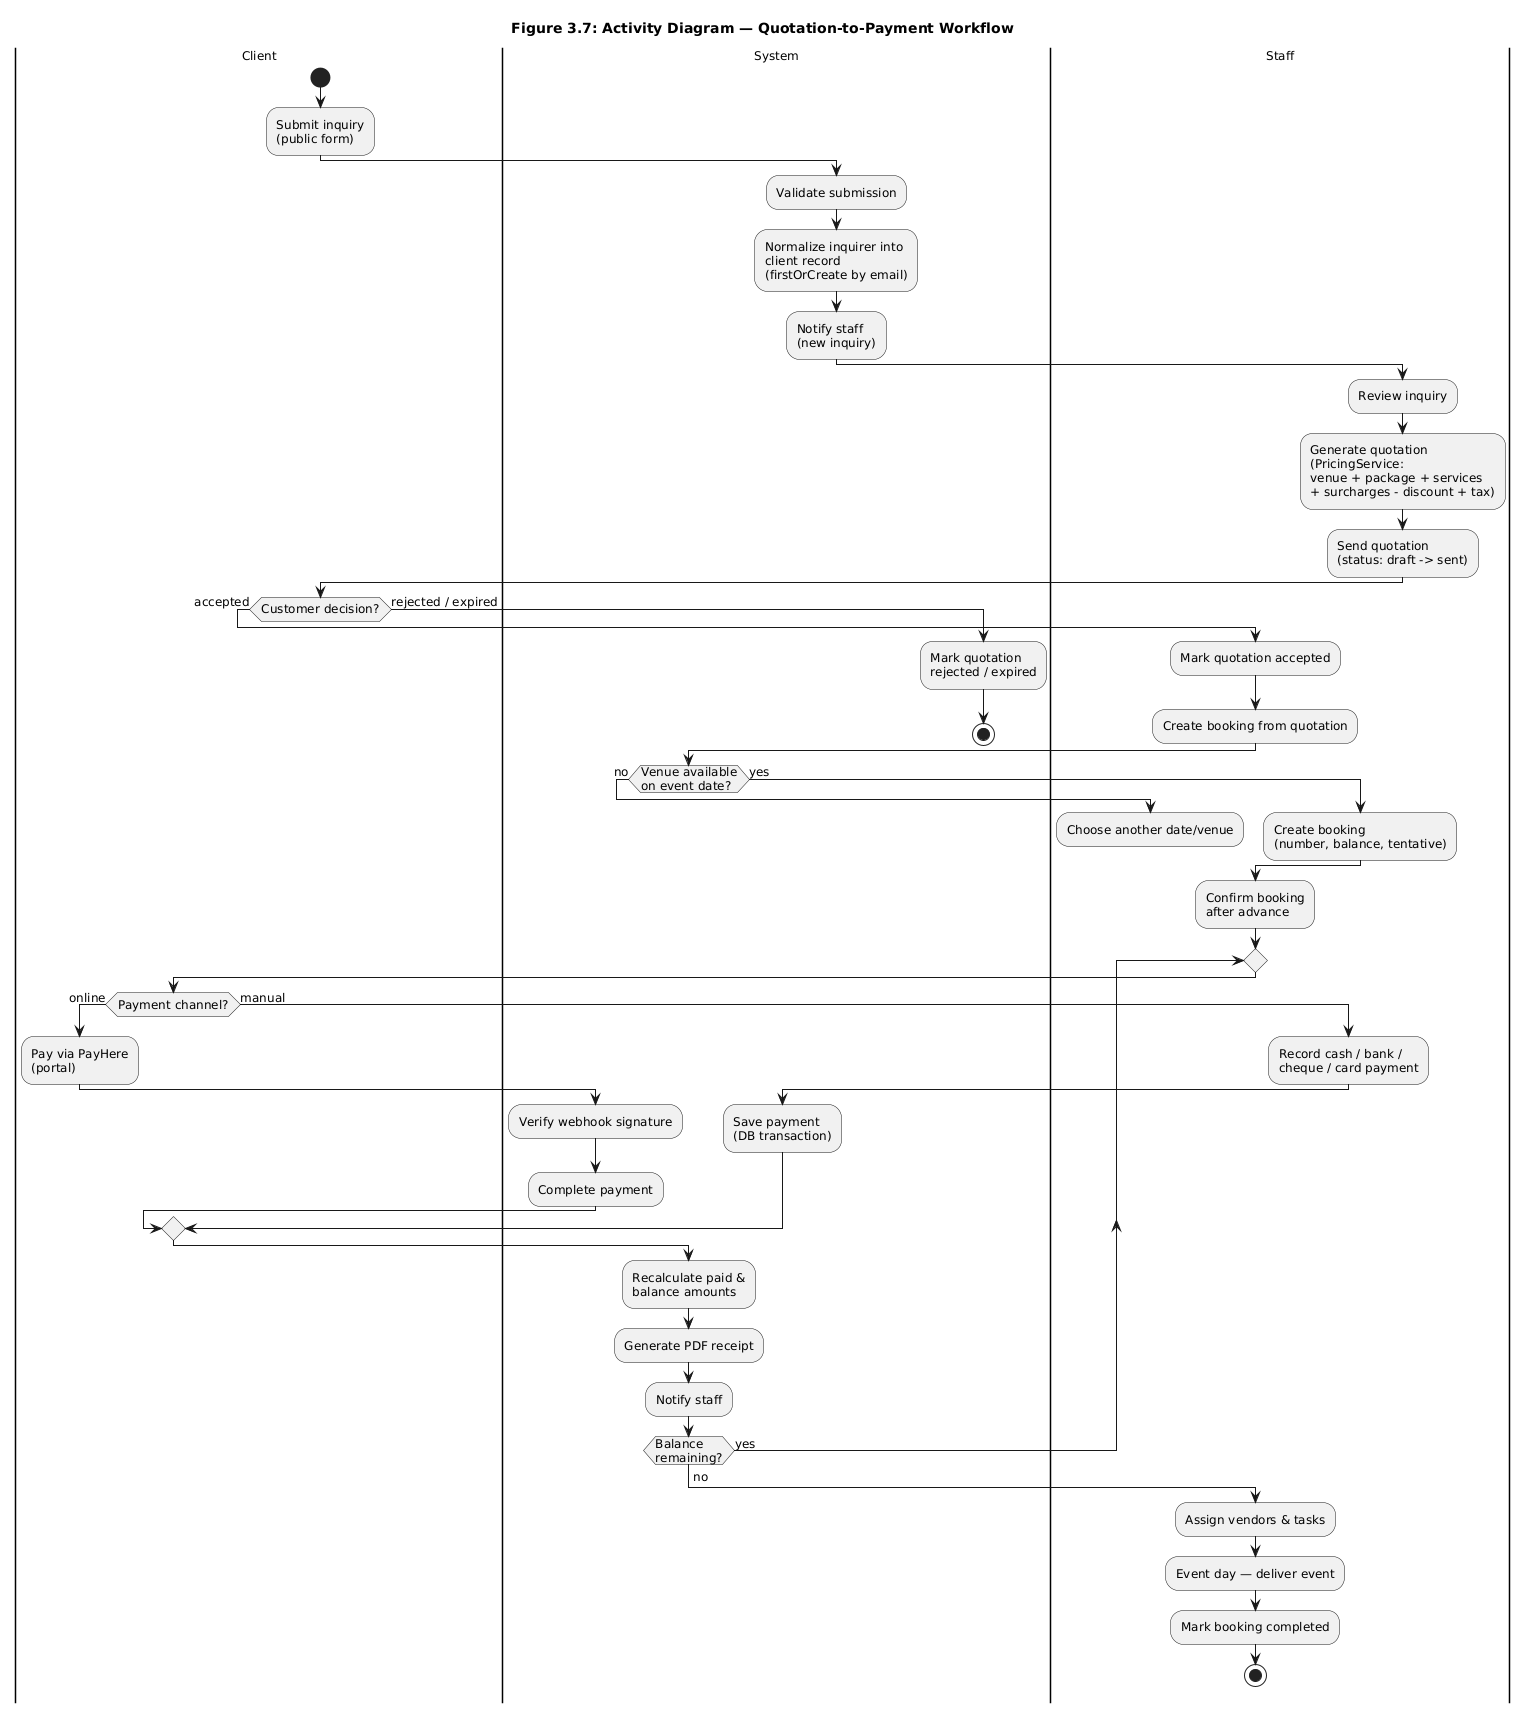 Figure 3.7: Activity Diagram — Quotation-to-Payment Workflow
Client
System
Staff
Submit inquiry
(public form)
Validate submission
Normalize inquirer into
client record
(firstOrCreate by email)
Notify staff
(new inquiry)
Review inquiry
Generate quotation
(PricingService:
venue + package + services
+ surcharges - discount + tax)
Send quotation
(status: draft -> sent)
accepted
Customer decision?
rejected / expired
Mark quotation
rejected / expired
Mark quotation accepted
Create booking from quotation
no
Venue available
on event date?
yes
Choose another date/venue
Create booking
(number, balance, tentative)
Confirm booking
after advance
online
Payment channel?
manual
Pay via PayHere
(portal)
Record cash / bank /
cheque / card payment
Verify webhook signature
Save payment
(DB transaction)
Complete payment
Recalculate paid &
balance amounts
Generate PDF receipt
Notify staff
Balance
remaining?
yes
no
Assign vendors & tasks
Event day — deliver event
Mark booking completed